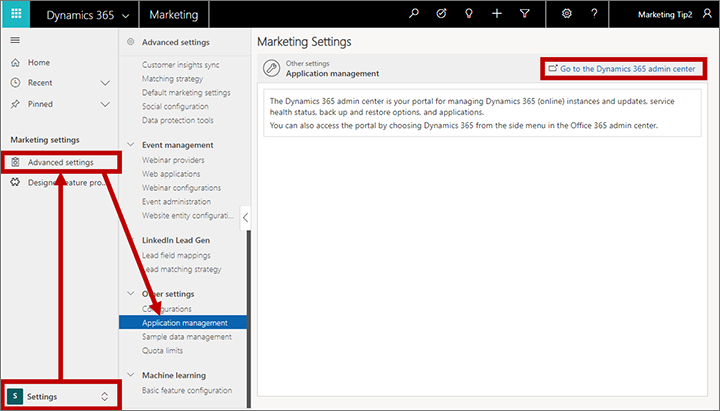 Dynamics 365
Marketing
Marketing Tip2
Home
Recent
Pinned
Marketing settings
Advanced settings
Designer feature pro...
S
Settings
Advanced settings
Customer insights sync
Matching strategy
Default marketing settings
Social configuration
Data protection tools
Event management
Webinar providers
Web applications
Webinar configurations
Event administration
Website entity configurati...
LinkedIn Lead Gen
Lead field mappings
Lead matching strategy
Other settings
Configurations
Application management
Sample data management
Quota limits
Machine learning
Basic feature configuration
Marketing Settings
Other settings
Application management
Go to the Dynamics 365 admin center
The Dynamics 365 admin center is your portal for managing Dynamics 365 (online) instances and updates, service
health status, back up and restore options, and applications.
You can also access the portal by choosing Dynamics 365 from the side menu in the Office 365 admin center.